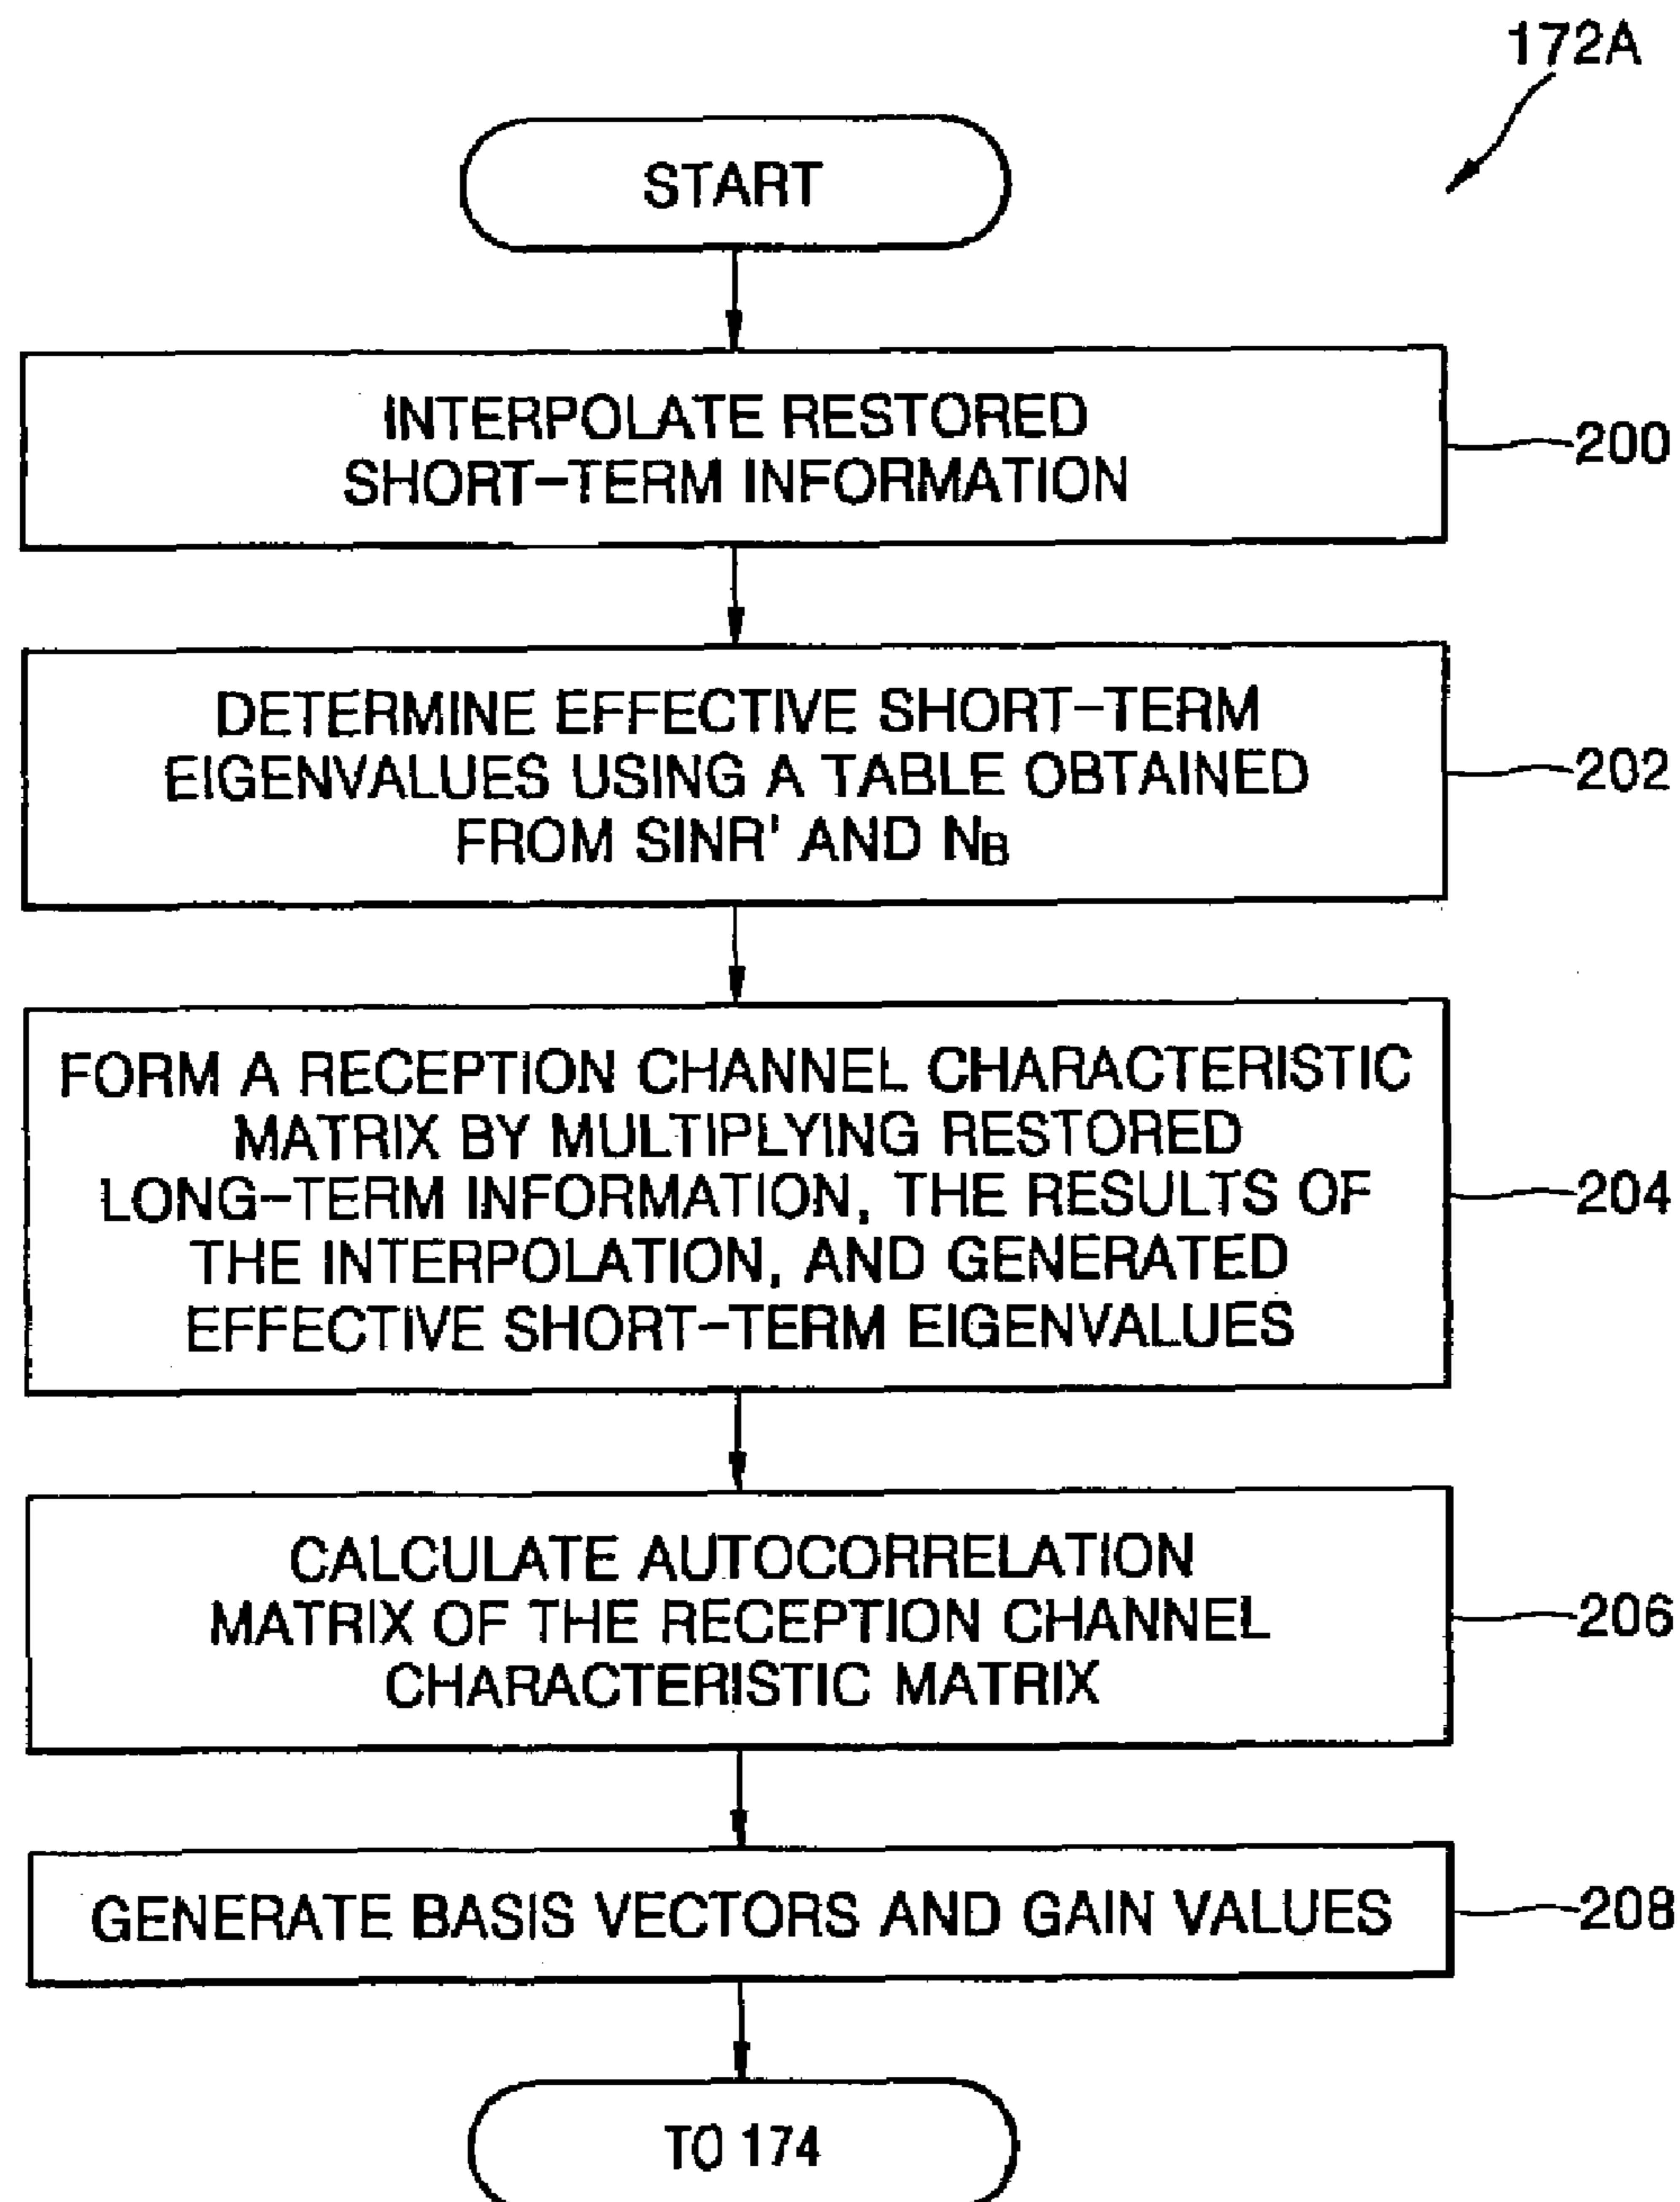 172A
START
INTERPOLATE RESTORED
SHORT-TERM INFORMATION
200
DETERMINE EFFECTIVE SHORT-TERM
EIGENVALUES USING A TABLE OBTAINED
FROM SINR' AND NB
202
FORM A RECEPTION CHANNEL CHARACTERISTIC
MATRIX BY MULTIPLYING RESTORED
LONG-TERM INFORMATION, THE RESULTS OF
THE INTERPOLATION, AND GENERATED
EFFECTIVE SHORT-TERM EIGENVALUES
204
CALCULATE AUTOCORRELATION
MATRIX OF THE RECEPTION CHANNEL
CHARACTERISTIC MATRIX
206
GENERATE BASIS VECTORS AND GAIN VALUES
208
TO 174